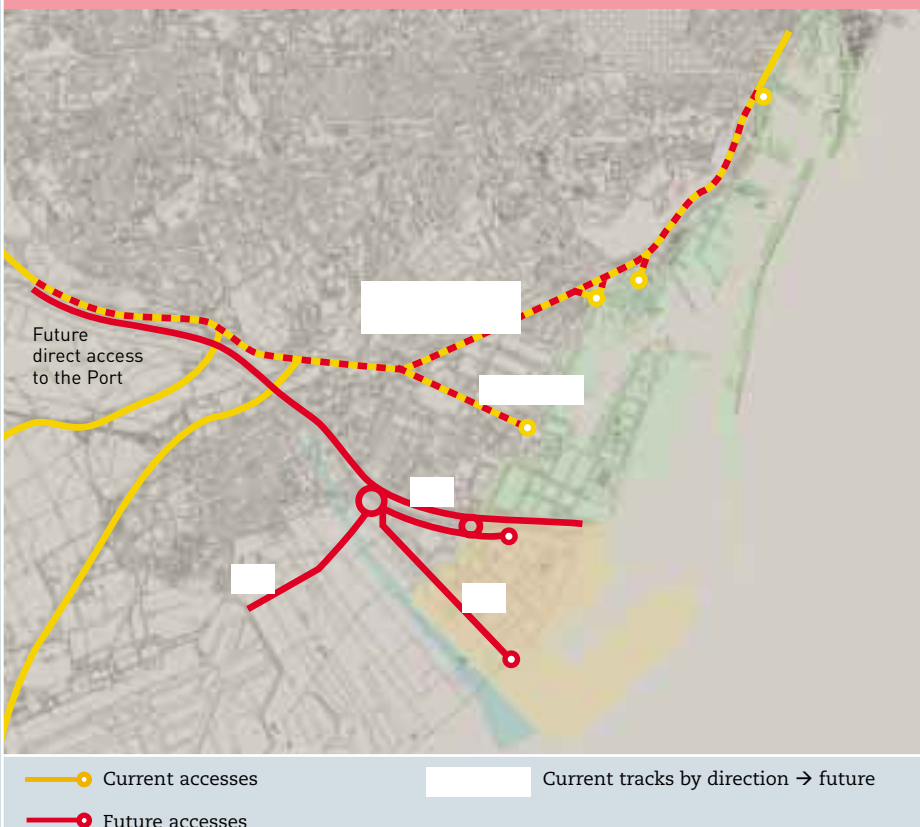 Future
direct access
to the Port
Current accesses
Current tracks by direction → future
Future accesses